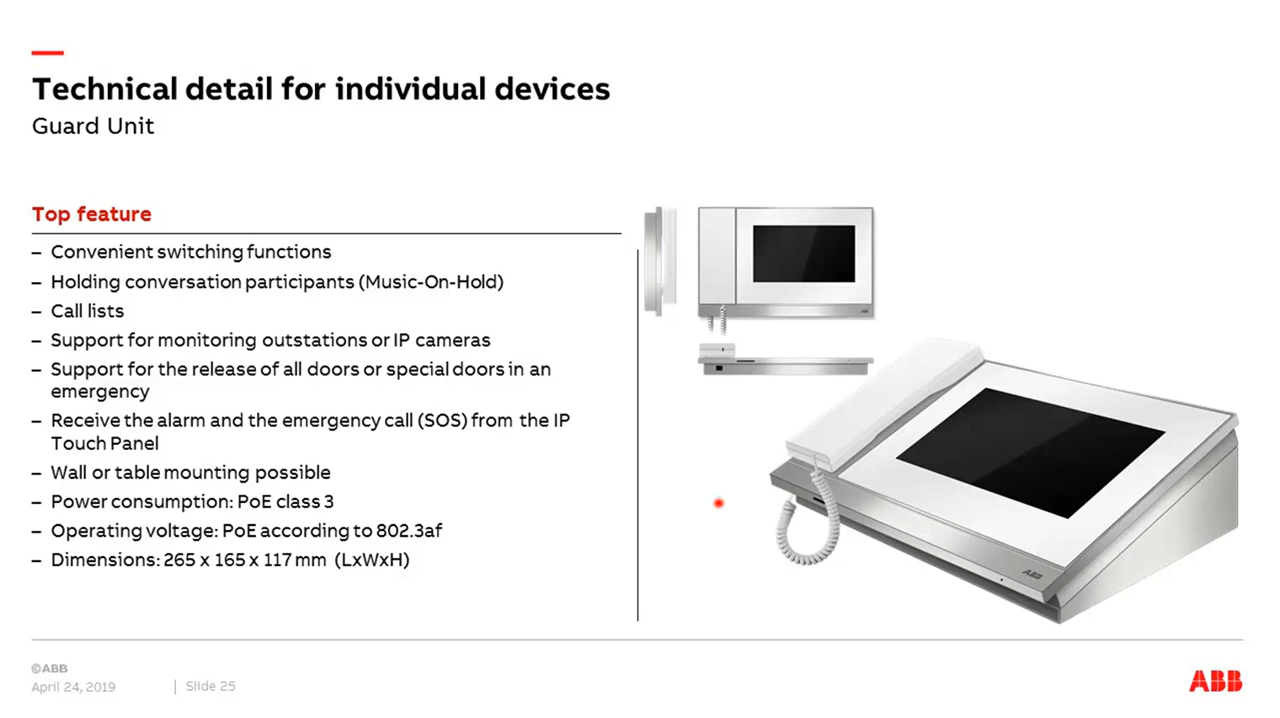 Technical detail for individual devices
Guard Unit
Top feature
– Convenient switching functions
– Holding conversation participants (Music-On-Hold)
– Call lists
– Support for monitoring outstations or IP cameras
– Support for the release of all doors or special doors in an
emergency
– Receive the alarm and the emergency call (SOS) from the IP
Touch Panel
– Wall or table mounting possible
– Power consumption: PoE class 3
– Operating voltage: PoE according to 802.3af
– Dimensions: 265 x 165 x 117 mm (LxWxH)
ABB
ABB
©ABB
April 24, 2019 | Slide 25
ABB